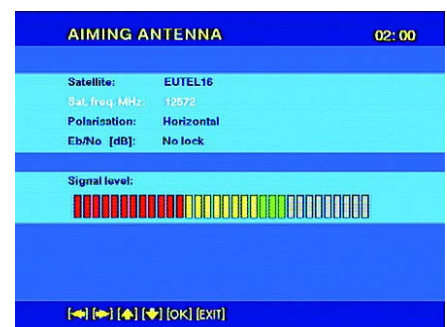 AIMING ANTENNA 02:00
Satellite: EUTEL16
Sat. freq. MHz: 12572
Polarisation: Horizontal
Eb/No [dB]: No lock
Signal level:
[←] [→] [↑] [↓] [OK] [EXIT]